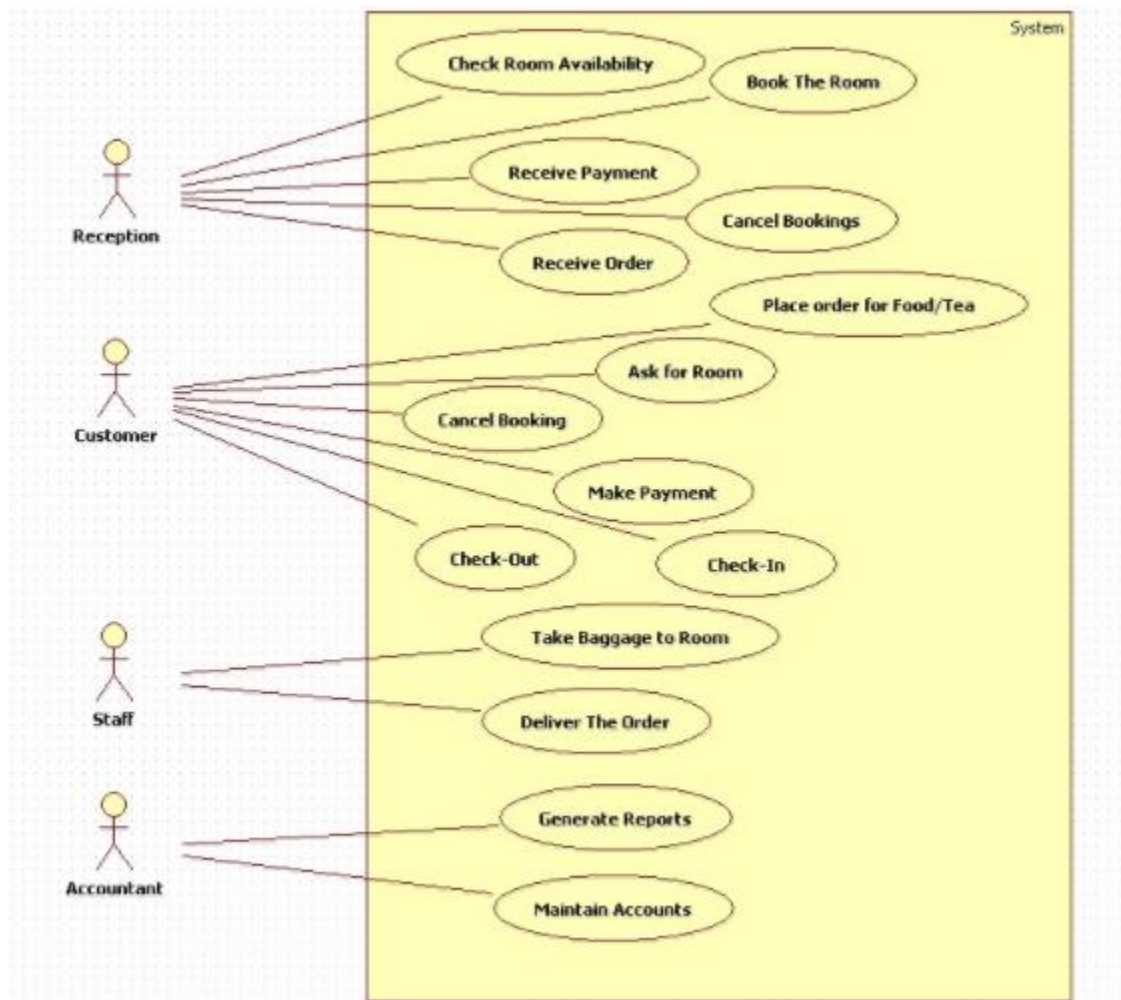 System
Check Room Availability
Book The Room
Receive Payment
Reception
Cancel Bookings
Receive Order
Place order for Food/Tea
Ask for Room
Customer
Cancel Booking
Make Payment
Check-Out
Check-In
Take Baggage to Room
Staff
Deliver The Order
Generate Reports
Accountant
Maintain Accounts